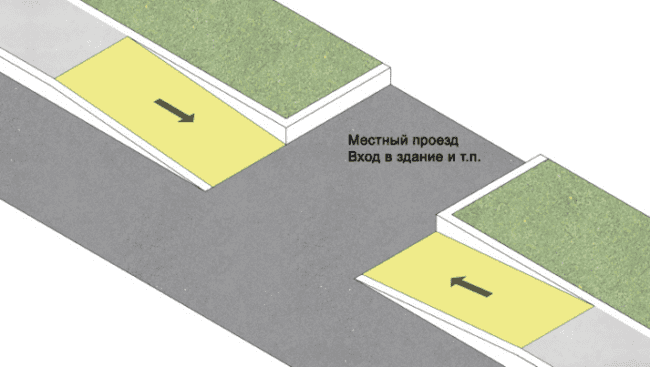 Местный проезд
Вход в здание и т.п.